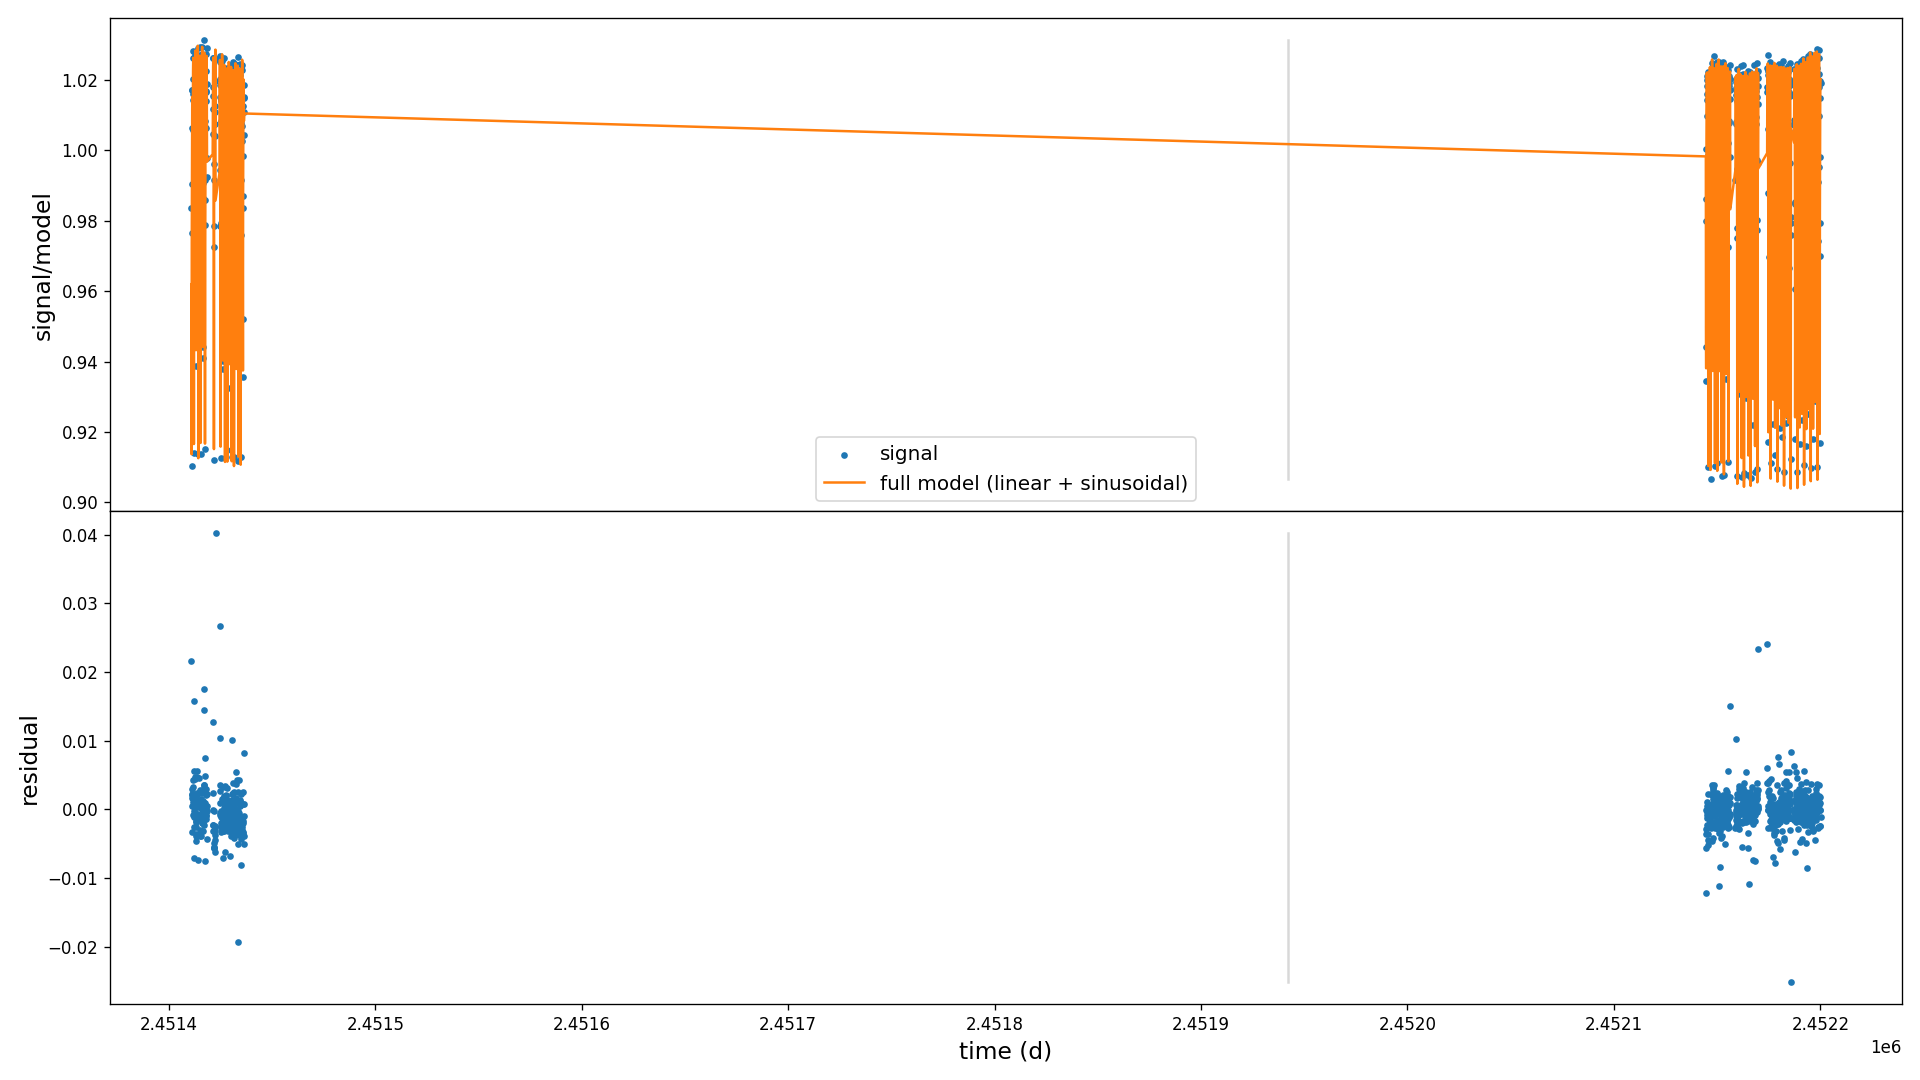 1.02
1.00
0.98
0.96
0.94
0.92
0.90
signal/model
signal
full model (linear + sinusoidal)
0.04
0.03
0.02
0.01
0.00
−0.01
−0.02
residual
2.4514 2.4515 2.4516 2.4517 2.4518 2.4519 2.4520 2.4521 2.4522
1e6
time (d)